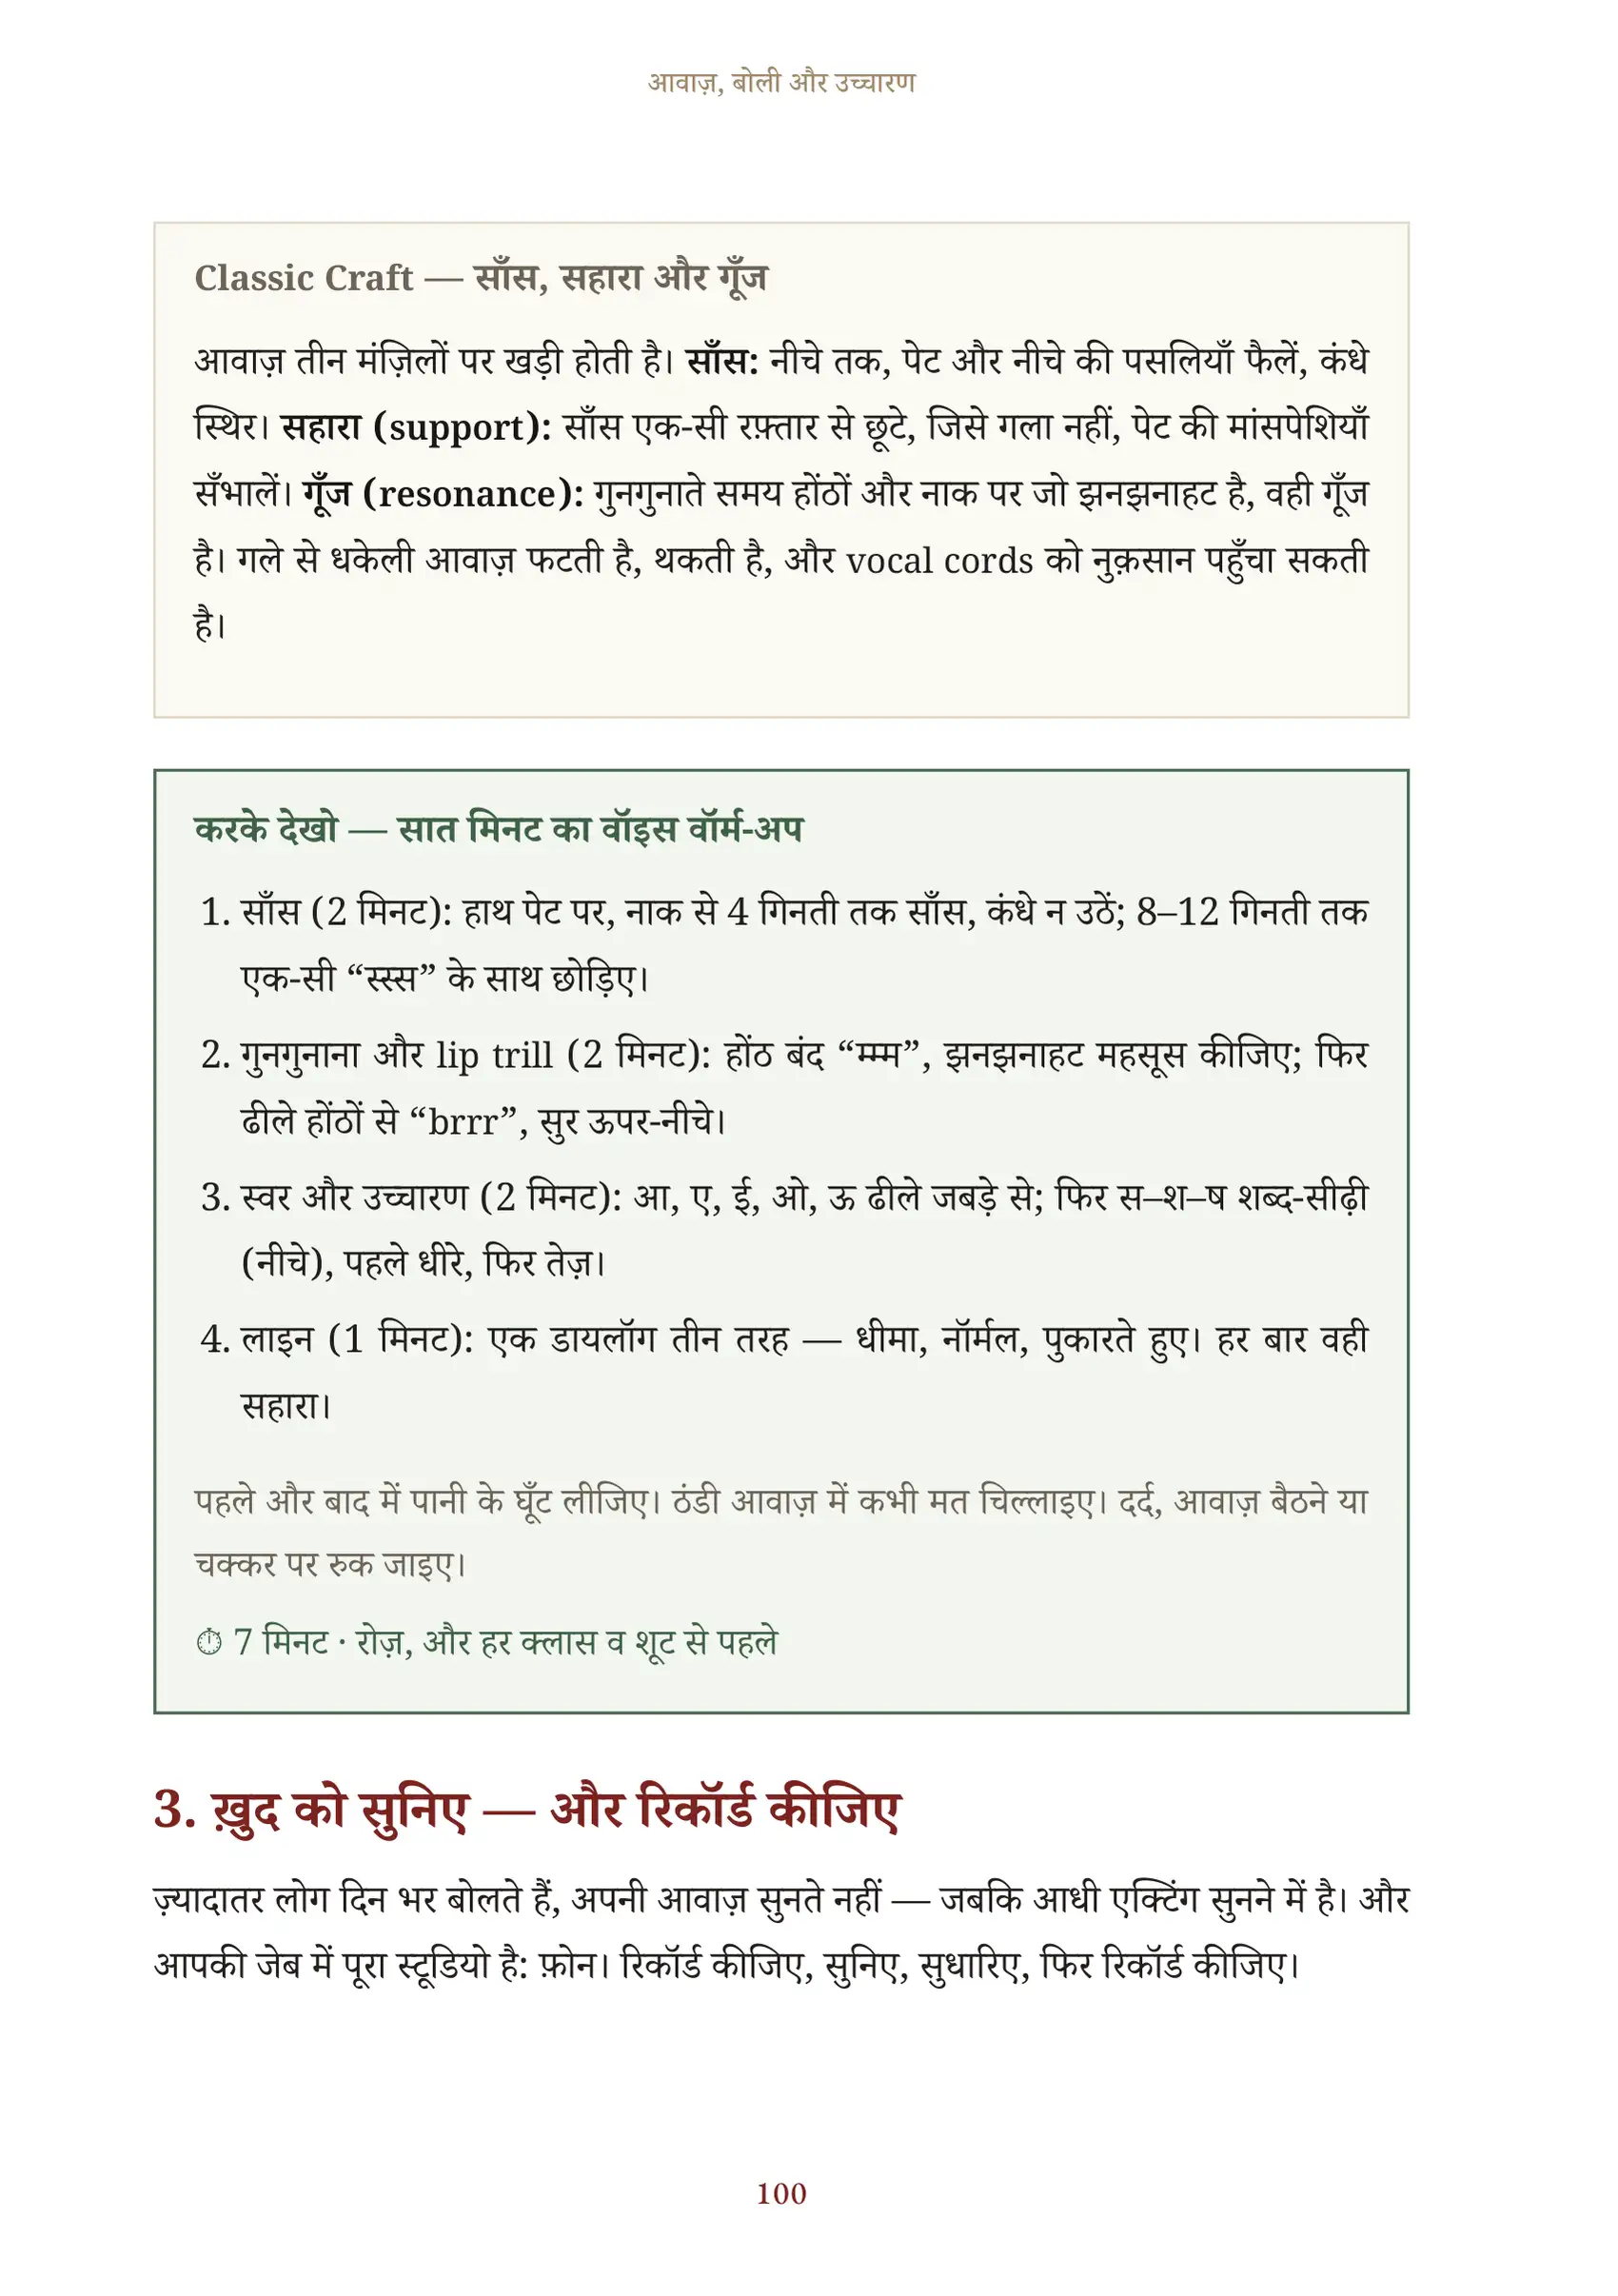 आवाज़, बोली और उच्चारण
Classic Craft — साँस, सहारा और गूँज
आवाज़ तीन मंज़िलों पर खड़ी होती है। साँस: नीचे तक, पेट और नीचे की पसलियाँ फैलें, कंधे
स्थिर। सहारा (support): साँस एक-सी रफ़्तार से छूटे, जिसे गला नहीं, पेट की मांसपेशियाँ
सँभालें। गूँज (resonance): गुनगुनाते समय होंठों और नाक पर जो झनझनाहट है, वही गूँज
है। गले से धकेली आवाज़ फटती है, थकती है, और vocal cords को नुक़सान पहुँचा सकती
है।
करके देखो — सात मिनट का वॉइस वॉर्म-अप
1. साँस (2 मिनट): हाथ पेट पर, नाक से 4 गिनती तक साँस, कंधे न उठें; 8–12 गिनती तक
एक-सी “स्स्स” के साथ छोड़िए।
2. गुनगुनाना और lip trill (2 मिनट): होंठ बंद “म्म्म”, झनझनाहट महसूस कीजिए; फिर
ढीले होंठों से “brrr”, सुर ऊपर-नीचे।
3. स्वर और उच्चारण (2 मिनट): आ, ए, ई, ओ, ऊ ढीले जबड़े से; फिर स–श–ष शब्द-सीढ़ी
(नीचे), पहले धीरे, फिर तेज़।
4. लाइन (1 मिनट): एक डायलॉग तीन तरह — धीमा, नॉर्मल, पुकारते हुए। हर बार वही
सहारा।
पहले और बाद में पानी के घूँट लीजिए। ठंडी आवाज़ में कभी मत चिल्लाइए। दर्द, आवाज़ बैठने या
चक्कर पर रुक जाइए।
⏱ 7 मिनट · रोज़, और हर क्लास व शूट से पहले
3. ख़ुद को सुनिए — और रिकॉर्ड कीजिए
ज़्यादातर लोग दिन भर बोलते हैं, अपनी आवाज़ सुनते नहीं — जबकि आधी एक्टिंग सुनने में है। और
आपकी जेब में पूरा स्टूडियो है: फ़ोन। रिकॉर्ड कीजिए, सुनिए, सुधारिए, फिर रिकॉर्ड कीजिए।
100